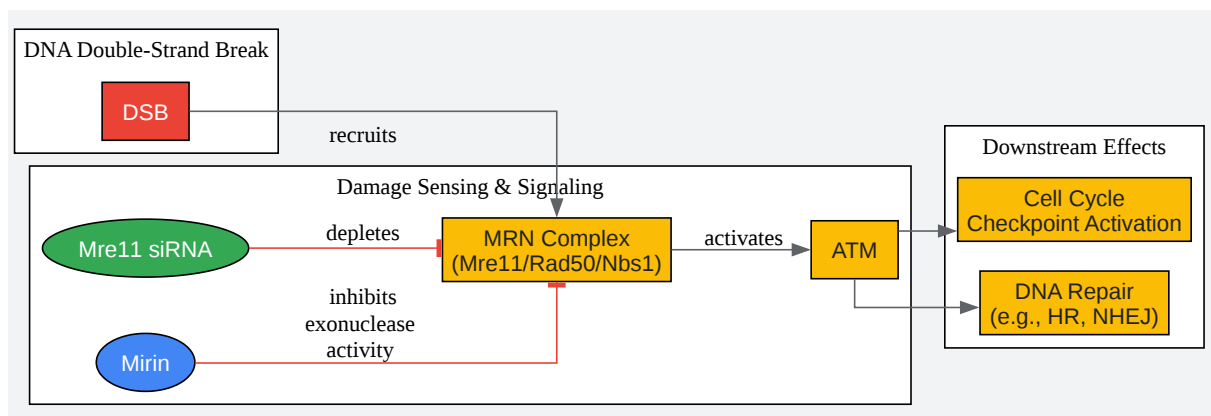 DNA Double-Strand Break
DSB
recruits
Damage Sensing & Signaling
Mre11 siRNA
depletes
MRN Complex
(Mre11/Rad50/Nbs1)
activates
ATM
inhibits
exonuclease
activity
Mirin
Downstream Effects
Cell Cycle
Checkpoint Activation
DNA Repair
(e.g., HR, NHEJ)